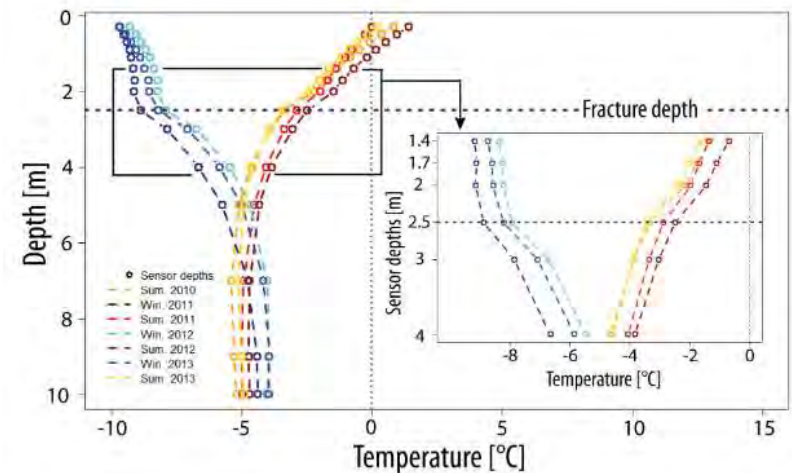 0
2
4
6
8
10
Depth [m]
-10
-5
0
5
10
15
Temperature [°C]
Fracture depth
Sensor depths
Sum. 2010
Win. 2011
Sum. 2011
Win. 2012
Sum. 2012
Win. 2013
Sum. 2013
1.4
1.7
2
2.5
3
4
Sensor depths [m]
-8
-6
-4
-2
0
Temperature [°C]